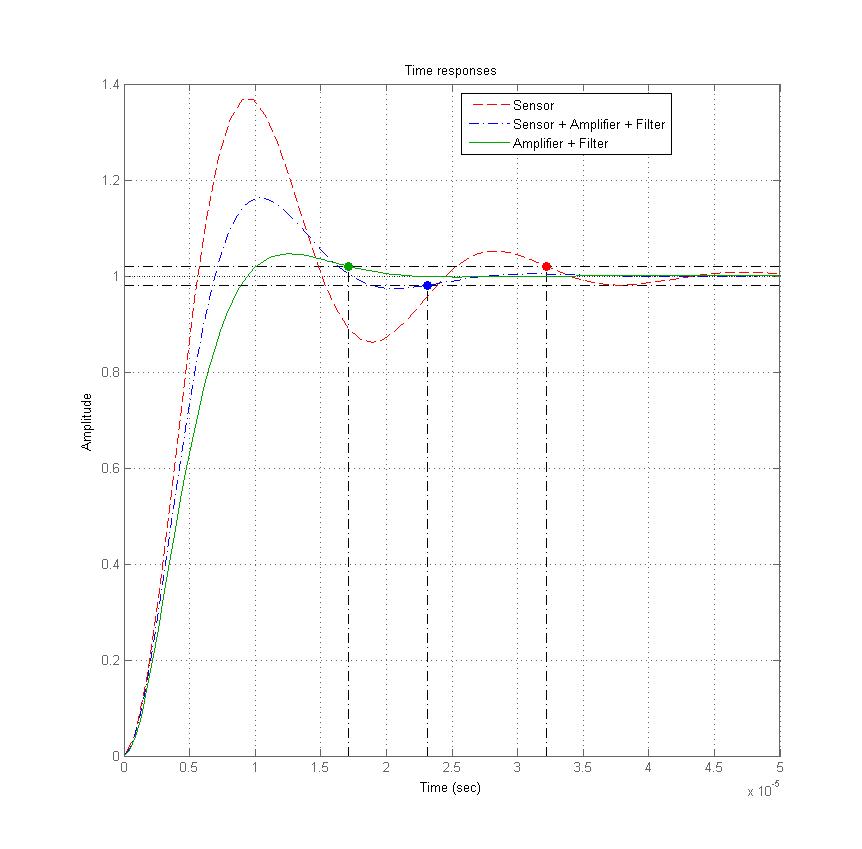 Time responses
1.4
1.2
1
0.8
0.6
0.4
0.2
0
Amplitude
Sensor
Sensor + Amplifier + Filter
Amplifier + Filter
0 0.5 1 1.5 2 2.5 3 3.5 4 4.5 5
Time (sec)
x 10⁻⁵